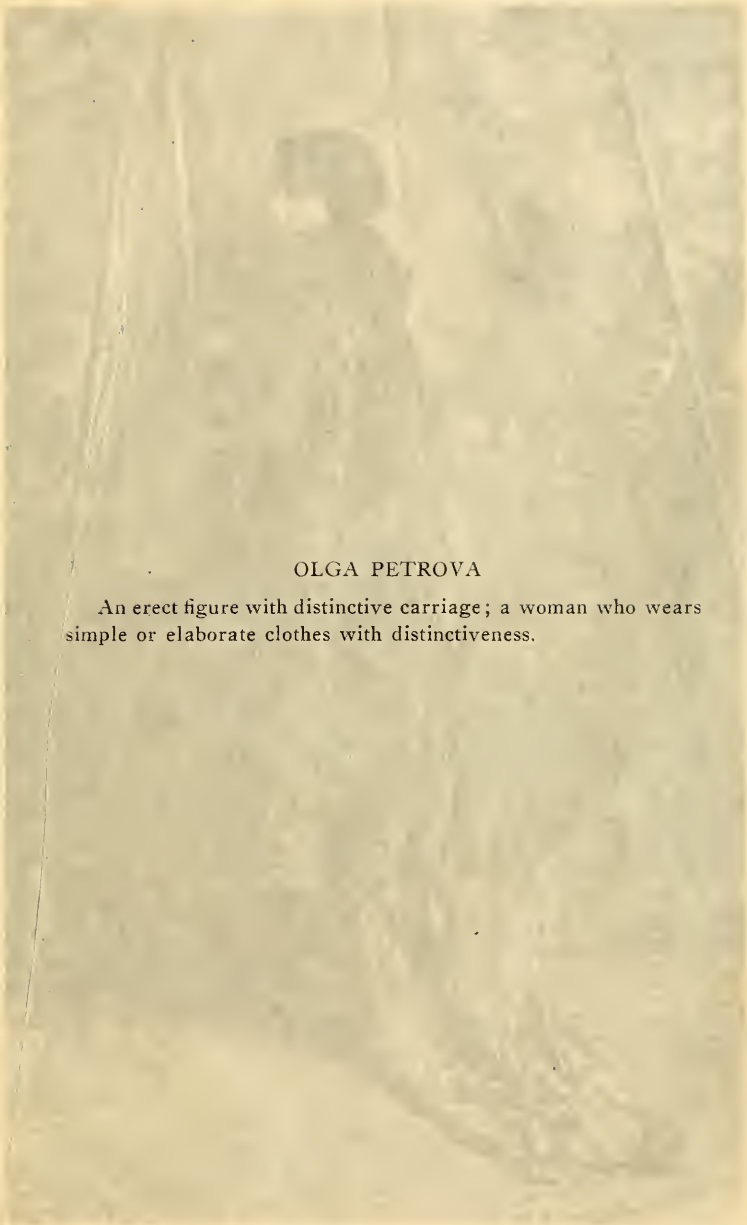 OLGA PETROVA
An erect figure with distinctive carriage; a woman who wears
simple or elaborate clothes with distinctiveness.